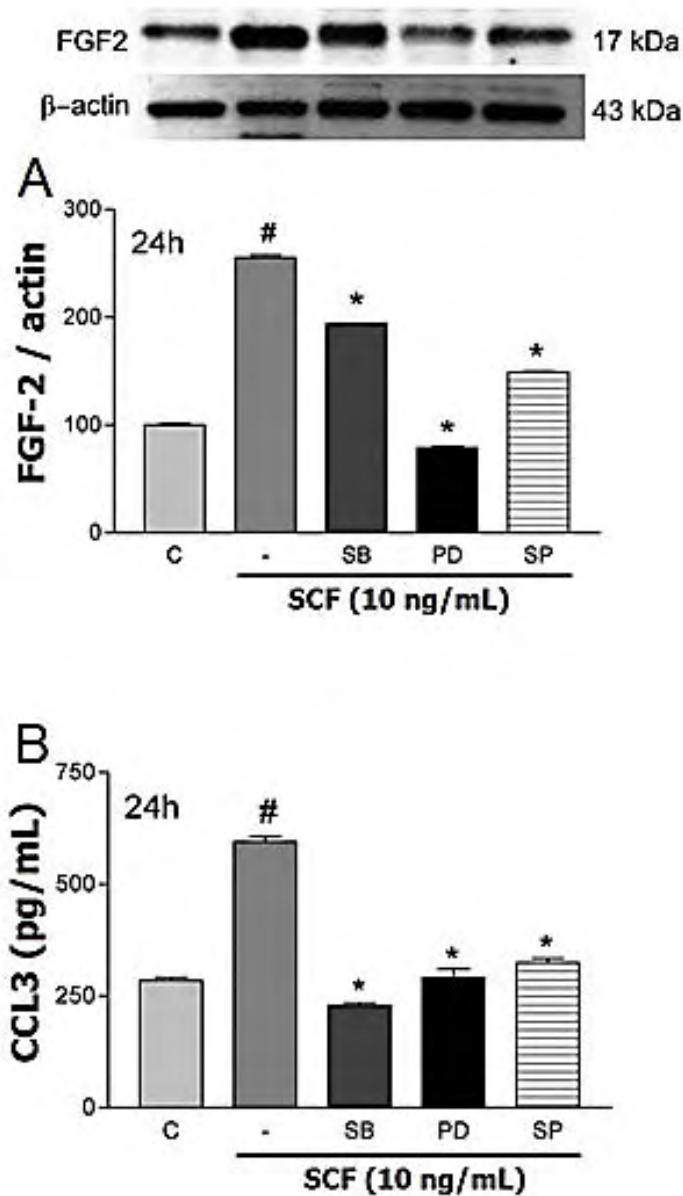 FGF2 17 kDa
β-actin 43 kDa
A
300
24h
#
*
*
*
200
100
0
FGF-2 / actin
C - SB PD SP
SCF (10 ng/mL)
B
750
24h
#
*
*
*
500
250
0
CCL3 (pg/mL)
C - SB PD SP
SCF (10 ng/mL)